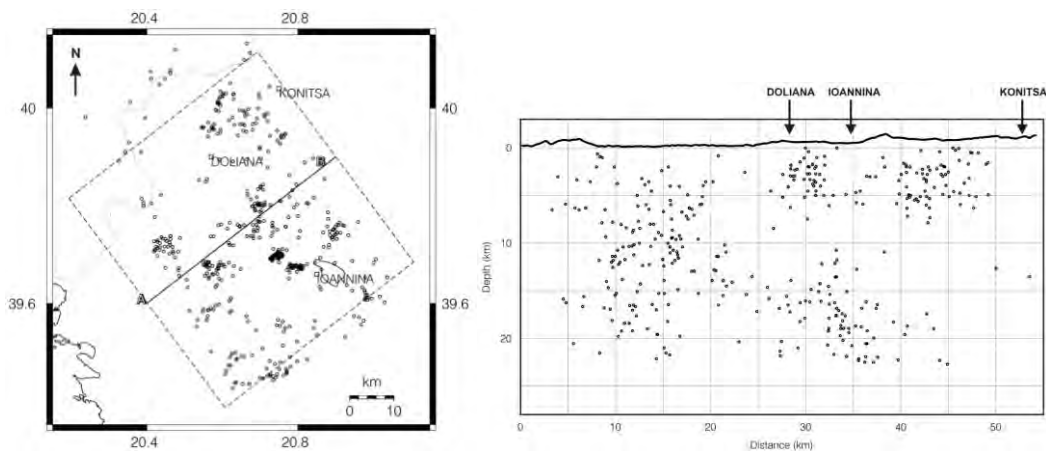 20.4
20.8
N
40
KONITSA
DOLIANA
B
IOANNINA
A
39.6
km
0
10
20.4
20.8
40
39.6
DOLIANA
IOANNINA
KONITSA
0
10
20
Depth (km)
0
10
20
30
40
50
Distance (km)